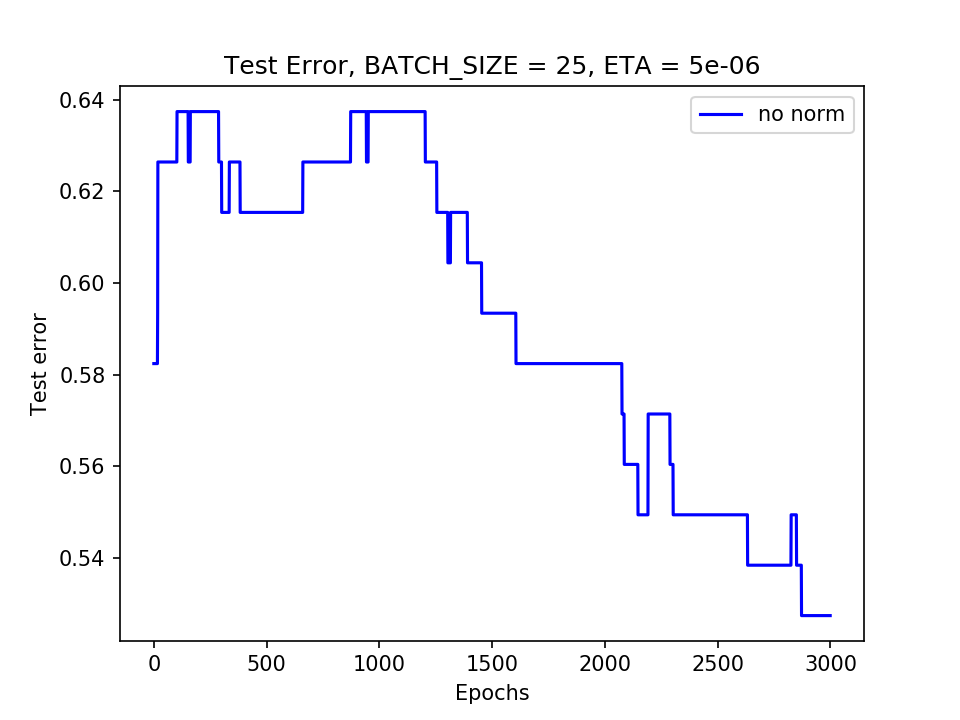 Test Error, BATCH_SIZE = 25, ETA = 5e-06
no norm
Test error
0.64
0.62
0.60
0.58
0.56
0.54
0 500 1000 1500 2000 2500 3000
Epochs